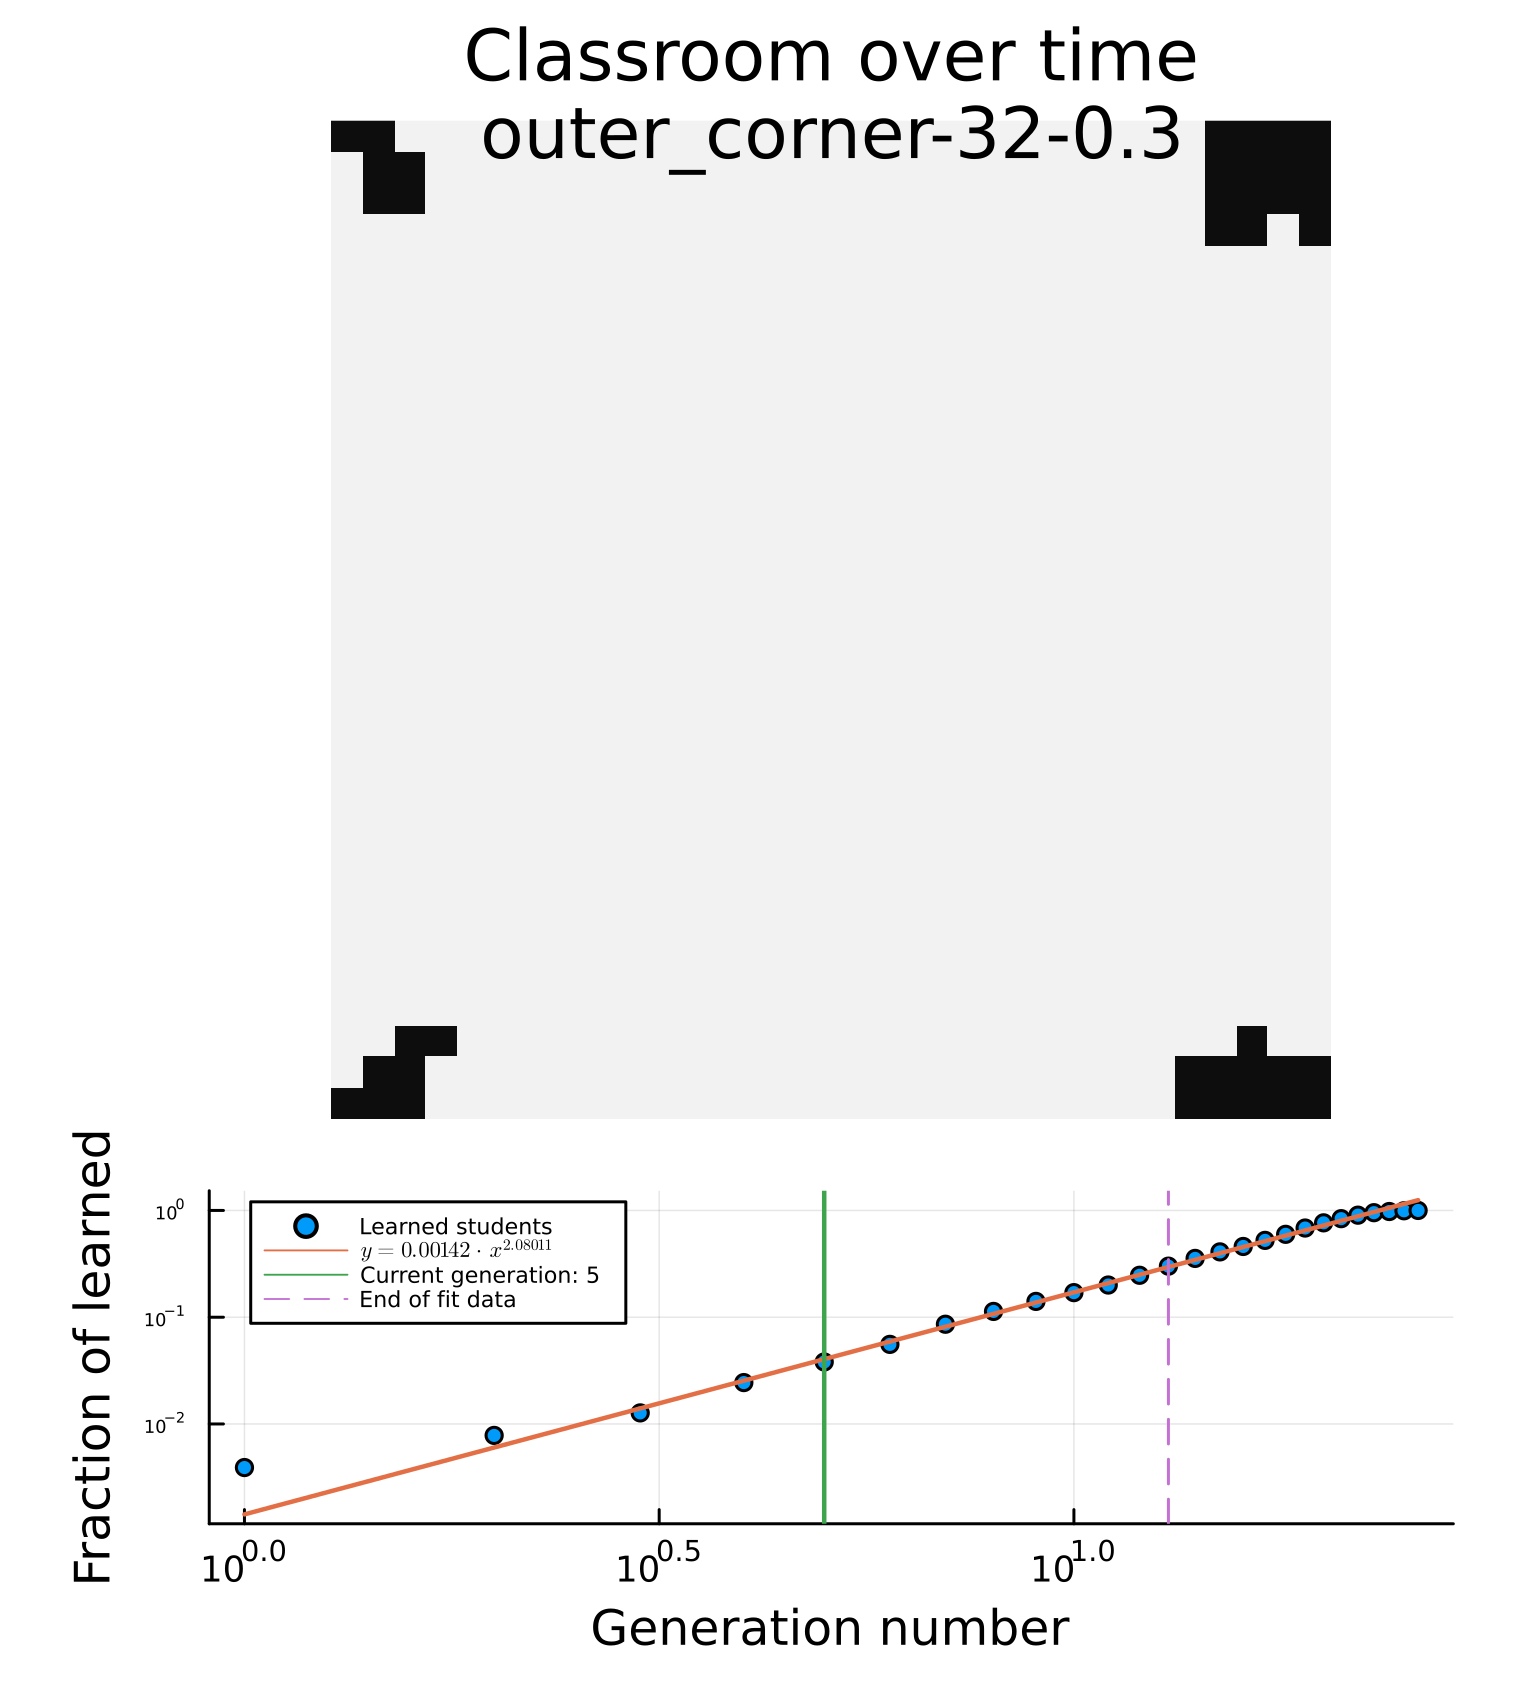 Classroom over time
outer_corner-32-0.3
Fraction of learned
10^0
10^−1
10^−2
Learned students
y = 0.00142 · x^2.08011
Current generation: 5
End of fit data
10^0.0 10^0.5 10^1.0
Generation number